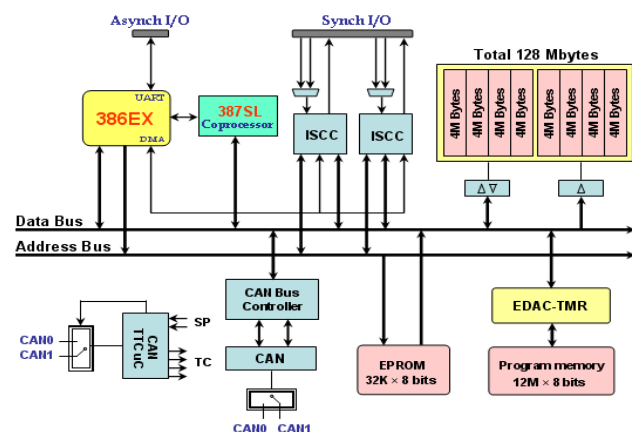 Asynch I/O
Synch I/O
Total 128 Mbytes
UART
386EX
DMA
387SL
Coprocessor
ISCC
ISCC
4M Bytes
4M Bytes
4M Bytes
4M Bytes
4M Bytes
4M Bytes
4M Bytes
4M Bytes
Δ ∇
Δ
Data Bus
Address Bus
CAN Bus
Controller
EDAC-TMR
SP
CAN
TTC uC
CAN0
CAN1
TC
CAN
EPROM
32K × 8 bits
Program memory
12M × 8 bits
CAN0 CAN1